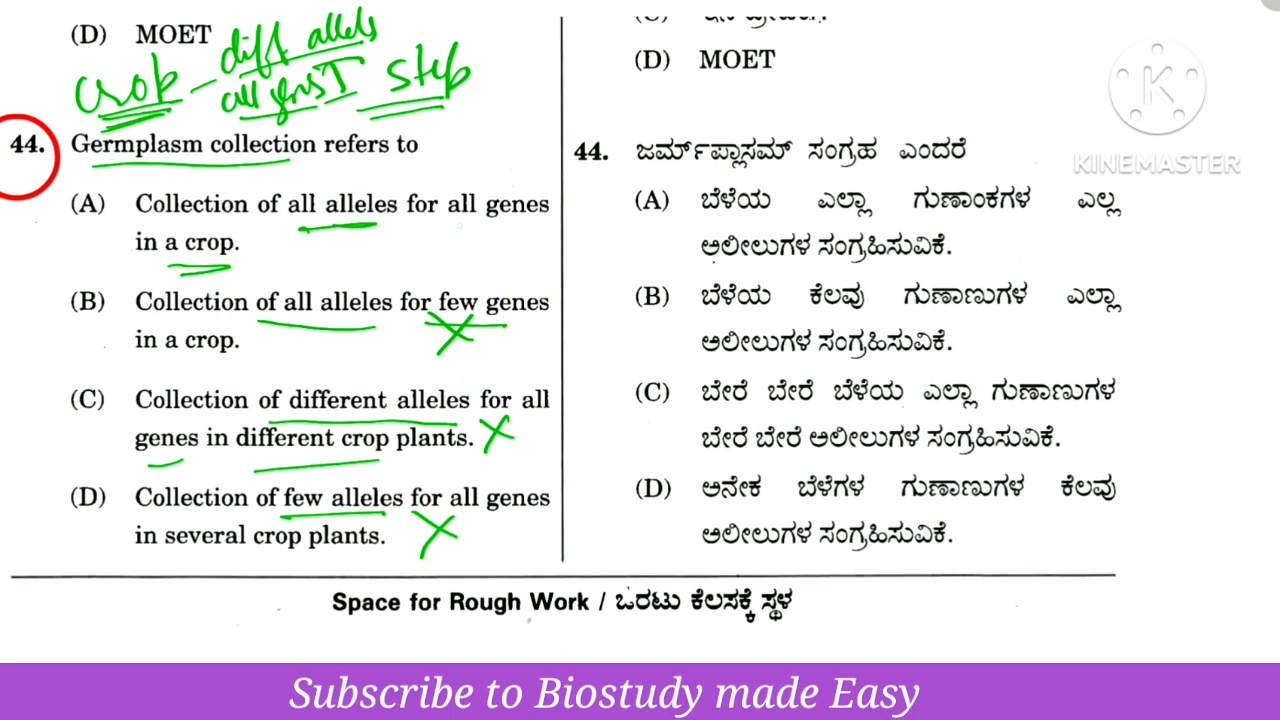 (D) MOET
crop - diff allels
all gens I step
44. Germplasm collection refers to
(A) Collection of all alleles for all genes
in a crop.
(B) Collection of all alleles for few genes
in a crop.
(C) Collection of different alleles for all
genes in different crop plants.
(D) Collection of few alleles for all genes
in several crop plants.
(D) MOET
44. ಜರ್ಮ್‌ಪ್ಲಾಸಮ್ ಸಂಗ್ರಹ ಎಂದರೆ
(A) ಬೆಳೆಯ ಎಲ್ಲಾ ಗುಣಾಂಕಗಳ ಎಲ್ಲ
ಅಲೀಲುಗಳ ಸಂಗ್ರಹಿಸುವಿಕೆ.
(B) ಬೆಳೆಯ ಕೆಲವು ಗುಣಾಣುಗಳ ಎಲ್ಲಾ
ಅಲೀಲುಗಳ ಸಂಗ್ರಹಿಸುವಿಕೆ.
(C) ಬೇರೆ ಬೇರೆ ಬೆಳೆಯ ಎಲ್ಲಾ ಗುಣಾಣುಗಳ
ಬೇರೆ ಬೇರೆ ಅಲೀಲುಗಳ ಸಂಗ್ರಹಿಸುವಿಕೆ.
(D) ಅನೇಕ ಬೆಳೆಗಳ ಗುಣಾಣುಗಳ ಕೆಲವು
ಅಲೀಲುಗಳ ಸಂಗ್ರಹಿಸುವಿಕೆ.
K
KINEMASTER
Space for Rough Work / ಒರಟು ಕೆಲಸಕ್ಕೆ ಸ್ಥಳ
Subscribe to Biostudy made Easy